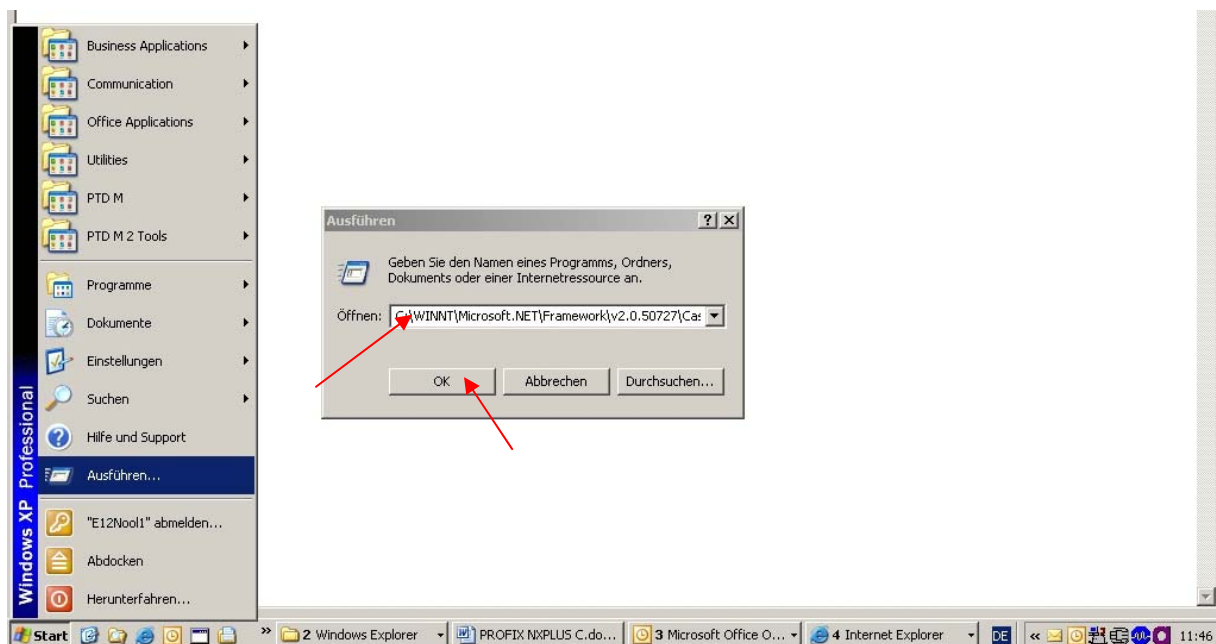 Business Applications
Communication
Office Applications
Utilities
PTD M
PTD M 2 Tools
Programme
Dokumente
Einstellungen
Suchen
Hilfe und Support
Ausführen...
"E12Nool1" abmelden...
Abdocken
Herunterfahren...
Windows XP Professional
Ausführen
Geben Sie den Namen eines Programms, Ordners,
Dokuments oder einer Internetressource an.
Öffnen: C:\WINNT\Microsoft.NET\Framework\v2.0.50727\Cas
OK Abbrechen Durchsuchen...
Start » 2 Windows Explorer PROFIX NXPLUS C.do... 3 Microsoft Office O... 4 Internet Explorer DE « 11:46